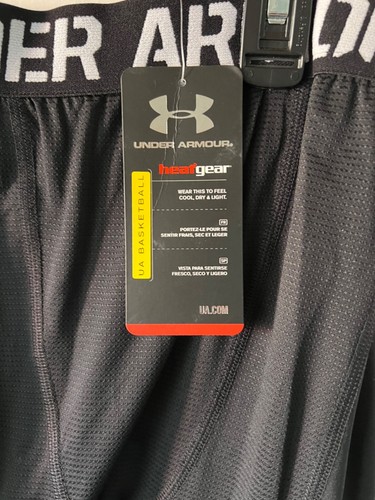 DER AR
UNDER ARMOUR®
heatgear
UA BASKETBALL
WEAR THIS TO FEEL
COOL, DRY & LIGHT.
FR
PORTEZ-LE POUR SE
SENTIR FRAIS, SEC ET LEGER
SP
VISTA PARA SENTIRSE
FRESCO, SECO Y LIGERO
UA.COM